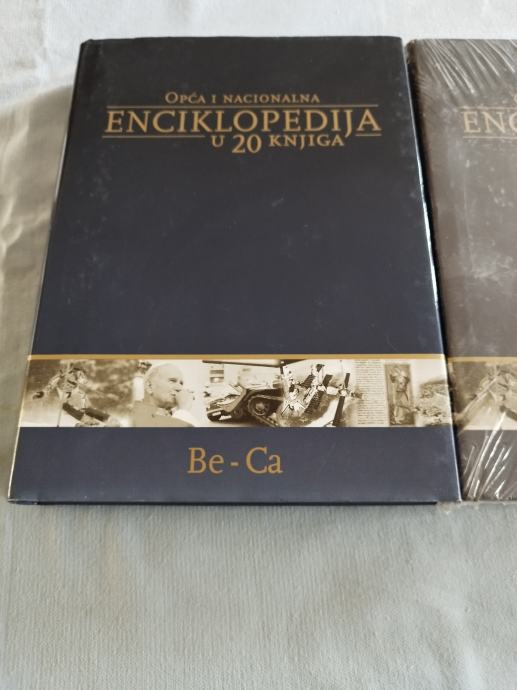 OPĆA I NACIONALNA
ENCIKLOPEDIJA
U 20 KNJIGA
Be - Ca